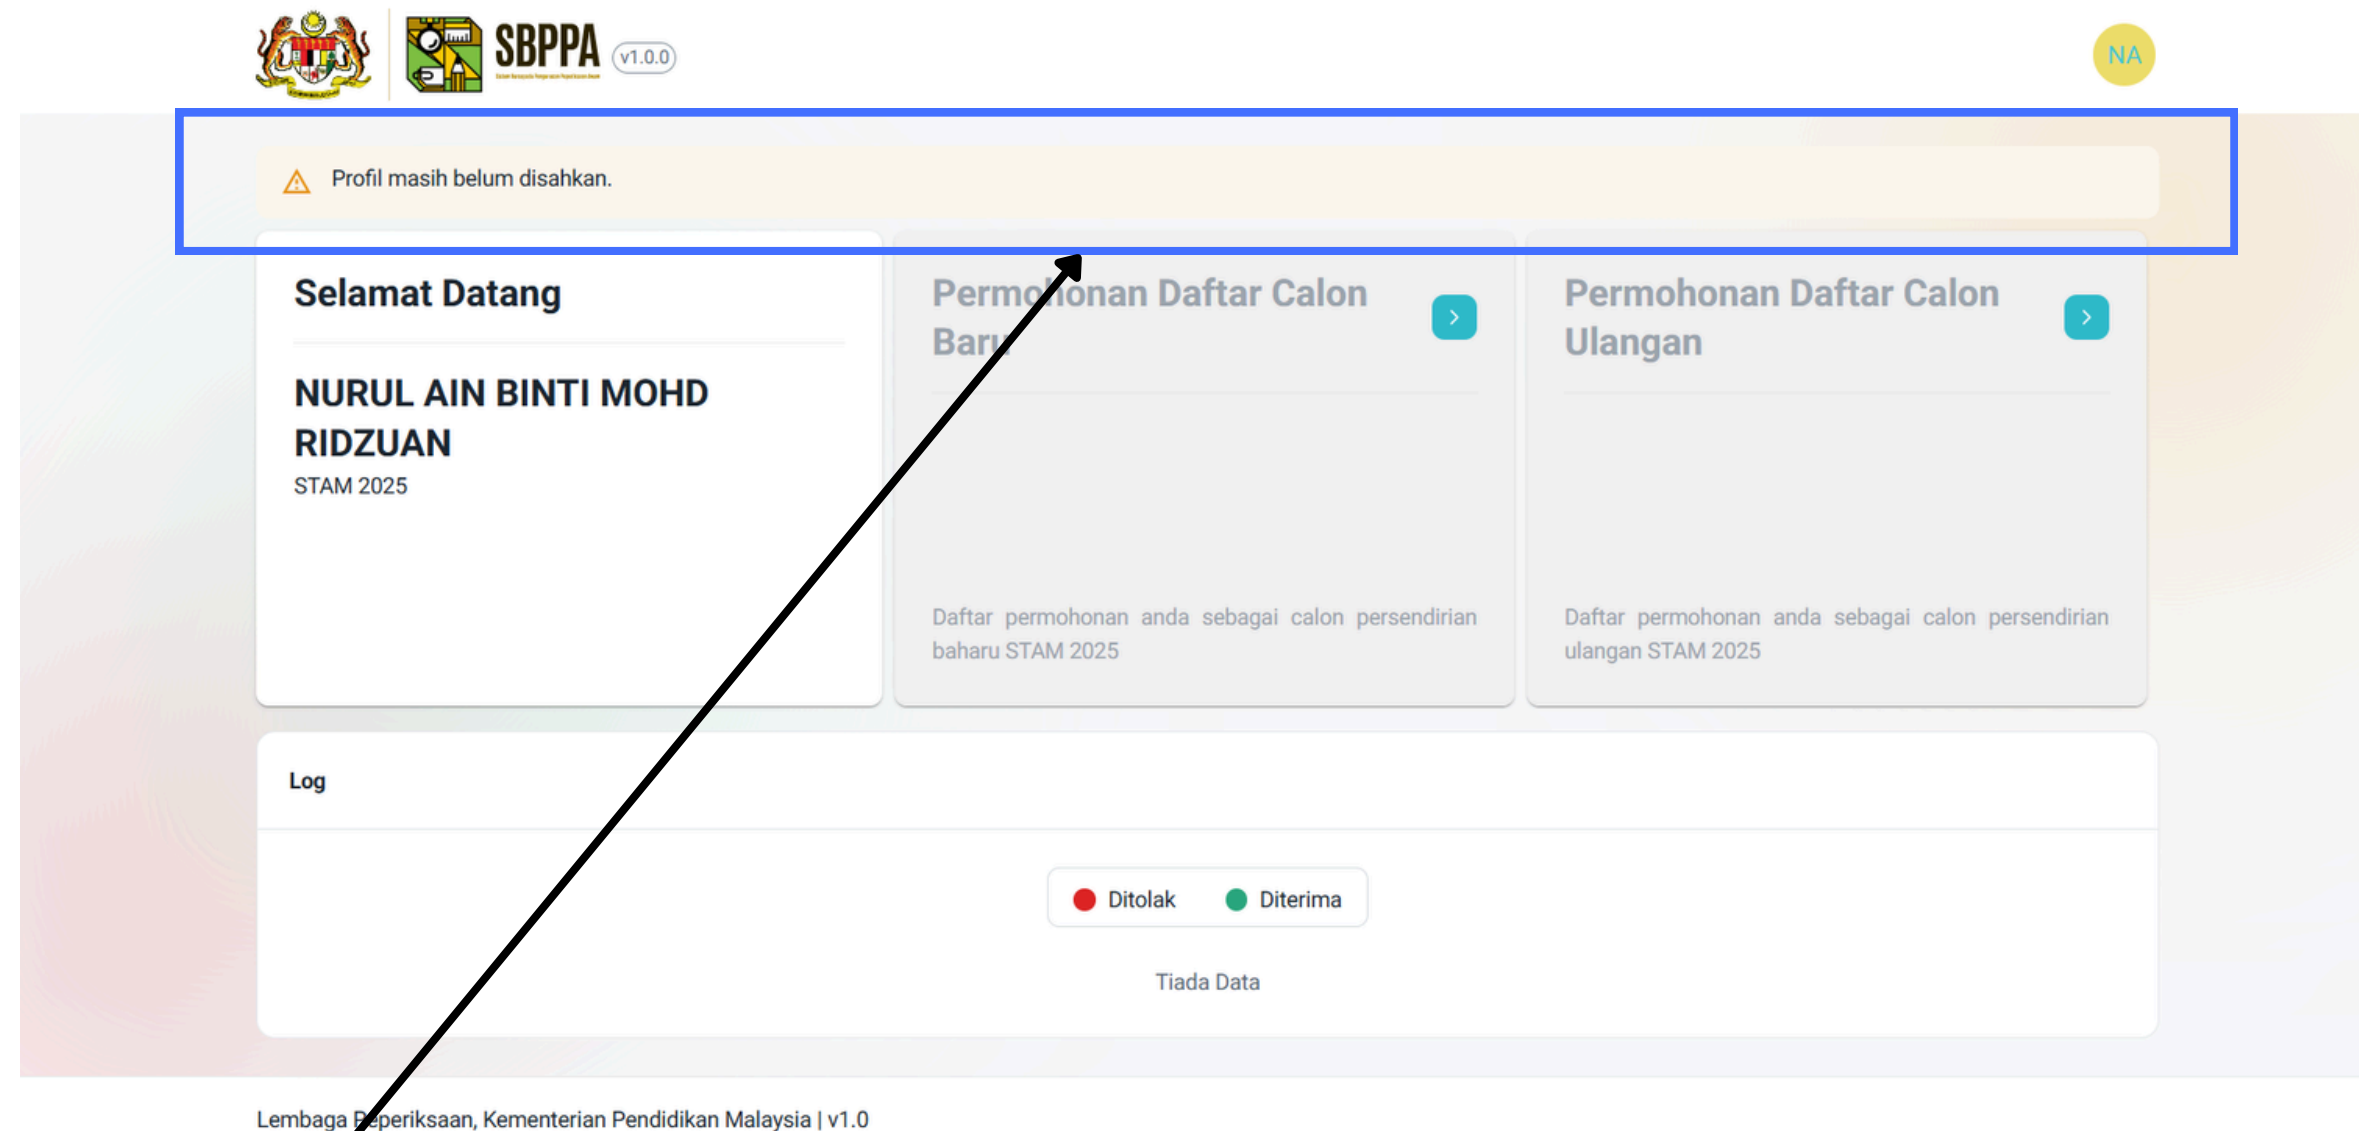 SBPPA
v1.0.0
NA
Profil masih belum disahkan.
Selamat Datang
NURUL AIN BINTI MOHD
RIDZUAN
STAM 2025
Permohonan Daftar Calon
Baru
Daftar permohonan anda sebagai calon persendirian
baharu STAM 2025
Permohonan Daftar Calon
Ulangan
Daftar permohonan anda sebagai calon persendirian
ulangan STAM 2025
Log
Ditolak
Diterima
Tiada Data
Lembaga Peperiksaan, Kementerian Pendidikan Malaysia | v1.0